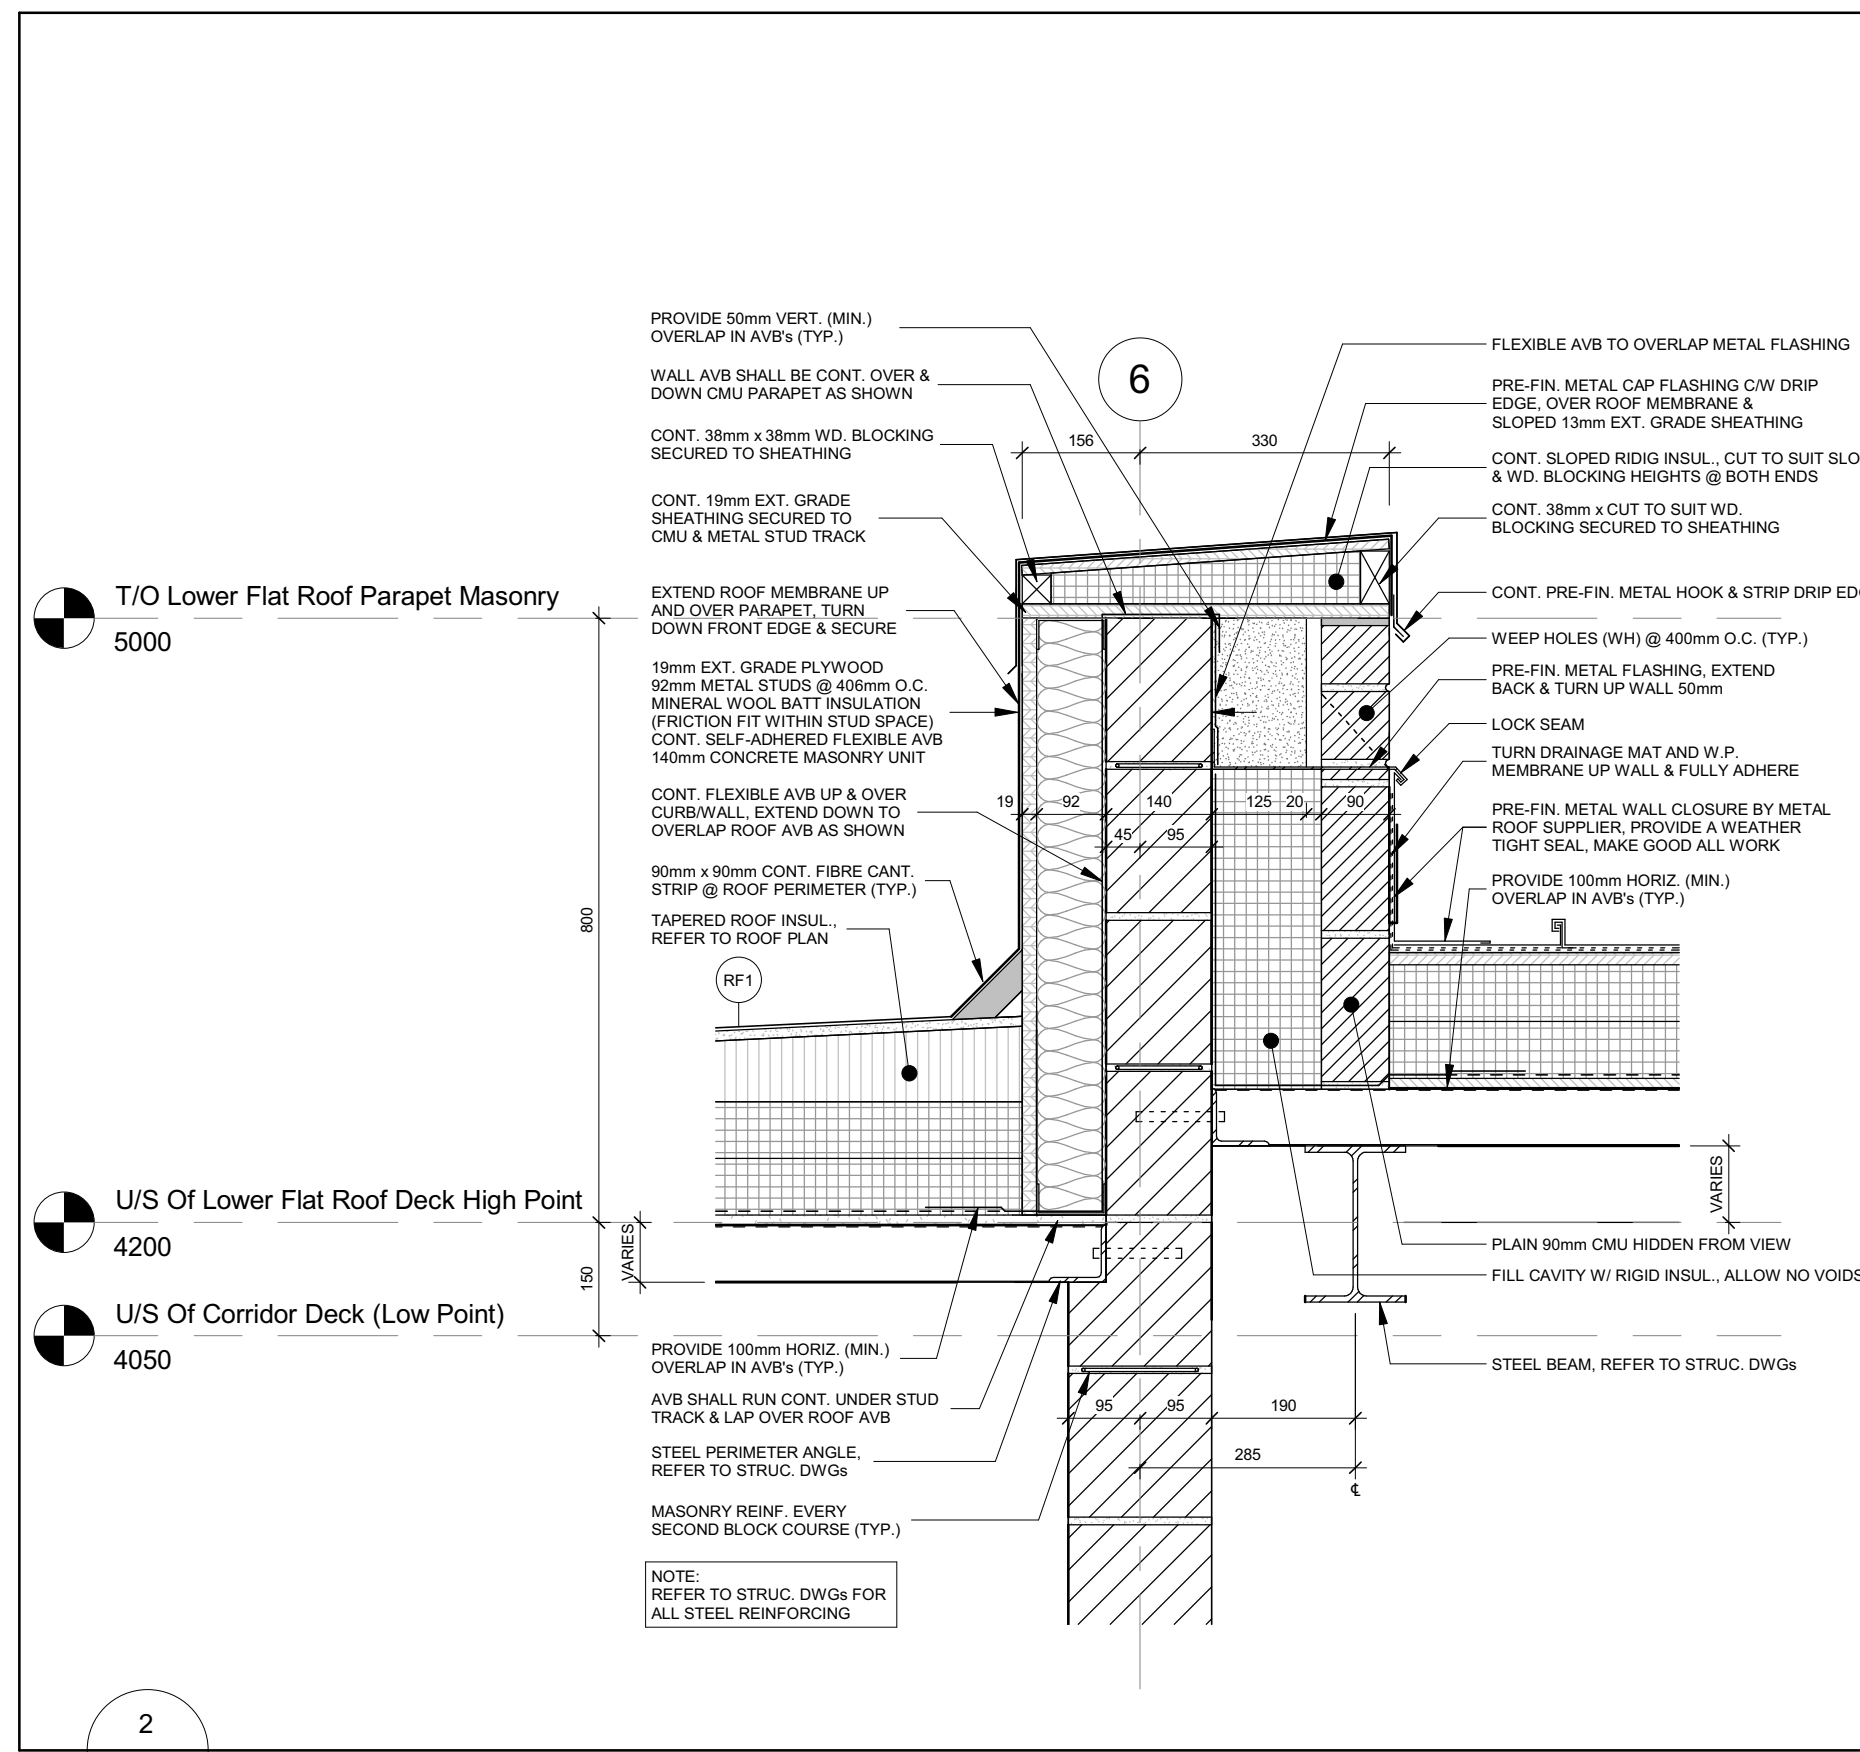 PROVIDE 50mm VERT. (MIN.)
OVERLAP IN AVB's (TYP.)
WALL AVB SHALL BE CONT. OVER &
DOWN CMU PARAPET AS SHOWN
CONT. 38mm x 38mm WD. BLOCKING
SECURED TO SHEATHING
CONT. 19mm EXT. GRADE
SHEATHING SECURED TO
CMU & METAL STUD TRACK
EXTEND ROOF MEMBRANE UP
AND OVER PARAPET, TURN
DOWN FRONT EDGE & SECURE
19mm EXT. GRADE PLYWOOD
92mm METAL STUDS @ 406mm O.C.
MINERAL WOOL BATT INSULATION
(FRICTION FIT WITHIN STUD SPACE)
CONT. SELF-ADHERED FLEXIBLE AVB
140mm CONCRETE MASONRY UNIT
CONT. FLEXIBLE AVB UP & OVER
CURB/WALL, EXTEND DOWN TO
OVERLAP ROOF AVB AS SHOWN
90mm x 90mm CONT. FIBRE CANT.
STRIP @ ROOF PERIMETER (TYP.)
TAPERED ROOF INSUL.,
REFER TO ROOF PLAN
RF1
6
156
330
FLEXIBLE AVB TO OVERLAP METAL FLASHING
PRE-FIN. METAL CAP FLASHING C/W DRIP
EDGE, OVER ROOF MEMBRANE &
SLOPED 13mm EXT. GRADE SHEATHING
CONT. SLOPED RIDIG INSUL., CUT TO SUIT SLO
& WD. BLOCKING HEIGHTS @ BOTH ENDS
CONT. 38mm x CUT TO SUIT WD.
BLOCKING SECURED TO SHEATHING
CONT. PRE-FIN. METAL HOOK & STRIP DRIP ED
WEEP HOLES (WH) @ 400mm O.C. (TYP.)
PRE-FIN. METAL FLASHING, EXTEND
BACK & TURN UP WALL 50mm
LOCK SEAM
TURN DRAINAGE MAT AND W.P.
MEMBRANE UP WALL & FULLY ADHERE
PRE-FIN. METAL WALL CLOSURE BY METAL
ROOF SUPPLIER, PROVIDE A WEATHER
TIGHT SEAL, MAKE GOOD ALL WORK
PROVIDE 100mm HORIZ. (MIN.)
OVERLAP IN AVB's (TYP.)
19
92
140
125
20
90
45
95
T/O Lower Flat Roof Parapet Masonry
5000
800
U/S Of Lower Flat Roof Deck High Point
4200
VARIES
150
U/S Of Corridor Deck (Low Point)
4050
VARIES
PLAIN 90mm CMU HIDDEN FROM VIEW
FILL CAVITY W/ RIGID INSUL., ALLOW NO VOIDS
STEEL BEAM, REFER TO STRUC. DWGs
PROVIDE 100mm HORIZ. (MIN.)
OVERLAP IN AVB's (TYP.)
AVB SHALL RUN CONT. UNDER STUD
TRACK & LAP OVER ROOF AVB
STEEL PERIMETER ANGLE,
REFER TO STRUC. DWGs
MASONRY REINF. EVERY
SECOND BLOCK COURSE (TYP.)
95
95
190
285
℄
NOTE:
REFER TO STRUC. DWGs FOR
ALL STEEL REINFORCING
2